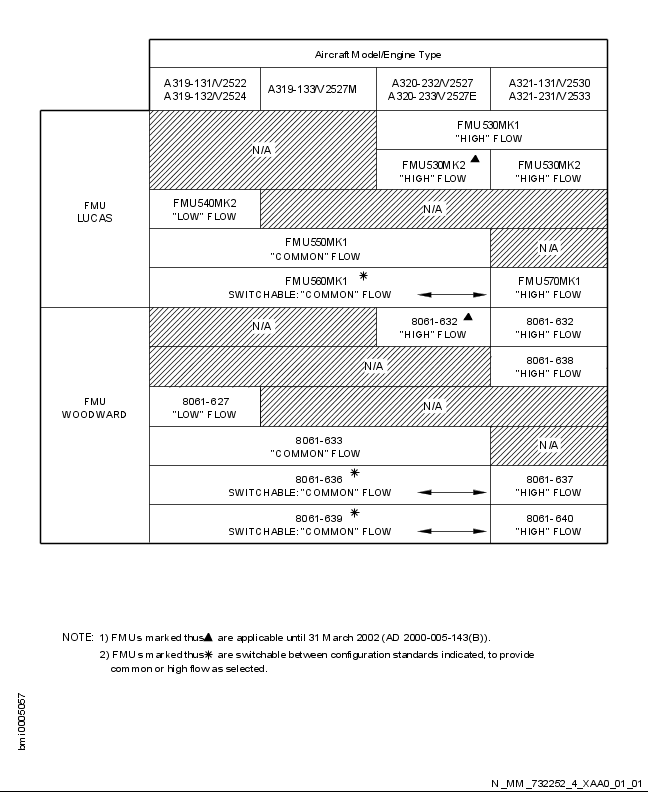 Aircraft Model/Engine Type
A319-131/V2522
A319-132/V2524
A319-133/V2527M
A320-232/V2527
A320-233/V2527E
A321-131/V2530
A321-231/V2533
FMU
LUCAS
N/A
FMU530MK1
"HIGH" FLOW
FMU530MK2 ▲
"HIGH" FLOW
FMU530MK2
"HIGH" FLOW
FMU540MK2
"LOW" FLOW
N/A
FMU550MK1
"COMMON" FLOW
N/A
FMU560MK1 *
SWITCHABLE: "COMMON" FLOW
FMU570MK1
"HIGH" FLOW
FMU
WOODWARD
N/A
8061-632 ▲
"HIGH" FLOW
8061-632
"HIGH" FLOW
N/A
8061-638
"HIGH" FLOW
8061-627
"LOW" FLOW
N/A
8061-633
"COMMON" FLOW
N/A
8061-636 *
SWITCHABLE: "COMMON" FLOW
8061-637
"HIGH" FLOW
8061-639 *
SWITCHABLE: "COMMON" FLOW
8061-640
"HIGH" FLOW
NOTE: 1) FMUs marked thus ▲ are applicable until 31 March 2002 (AD 2000-005-143(B)).
2) FMUs marked thus * are switchable between configuration standards indicated, to provide
common or high flow as selected.
bmi0005057
N_MM_732252_4_XAA0_01_01